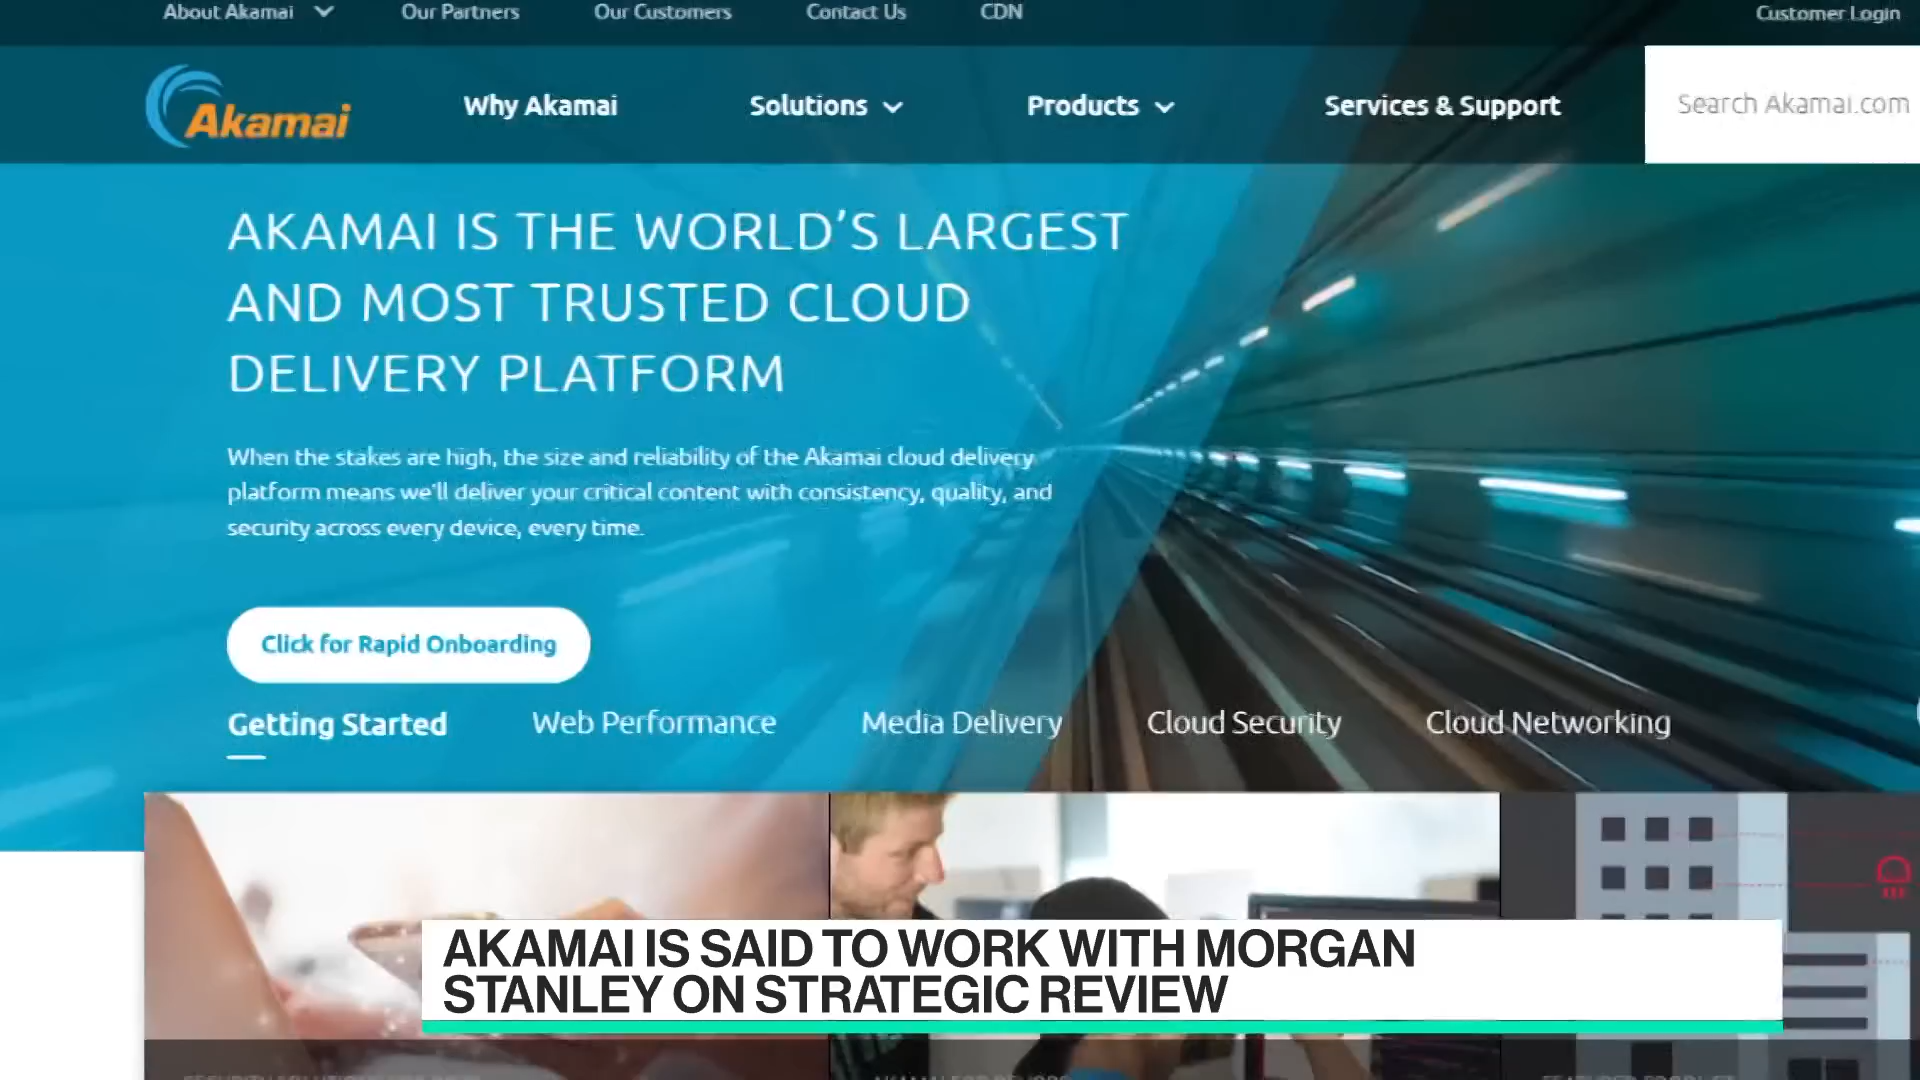 About Akamai
Our Partners
Our Customers
Contact Us
CDN
Customer Login
Akamai
Why Akamai
Solutions
Products
Services & Support
Search Akamai.com
AKAMAI IS THE WORLD'S LARGEST
AND MOST TRUSTED CLOUD
DELIVERY PLATFORM
When the stakes are high, the size and reliability of the Akamai cloud delivery
platform means we'll deliver your critical content with consistency, quality, and
security across every device, every time.
Click for Rapid Onboarding
Getting Started
Web Performance
Media Delivery
Cloud Security
Cloud Networking
AKAMAI IS SAID TO WORK WITH MORGAN
STANLEY ON STRATEGIC REVIEW